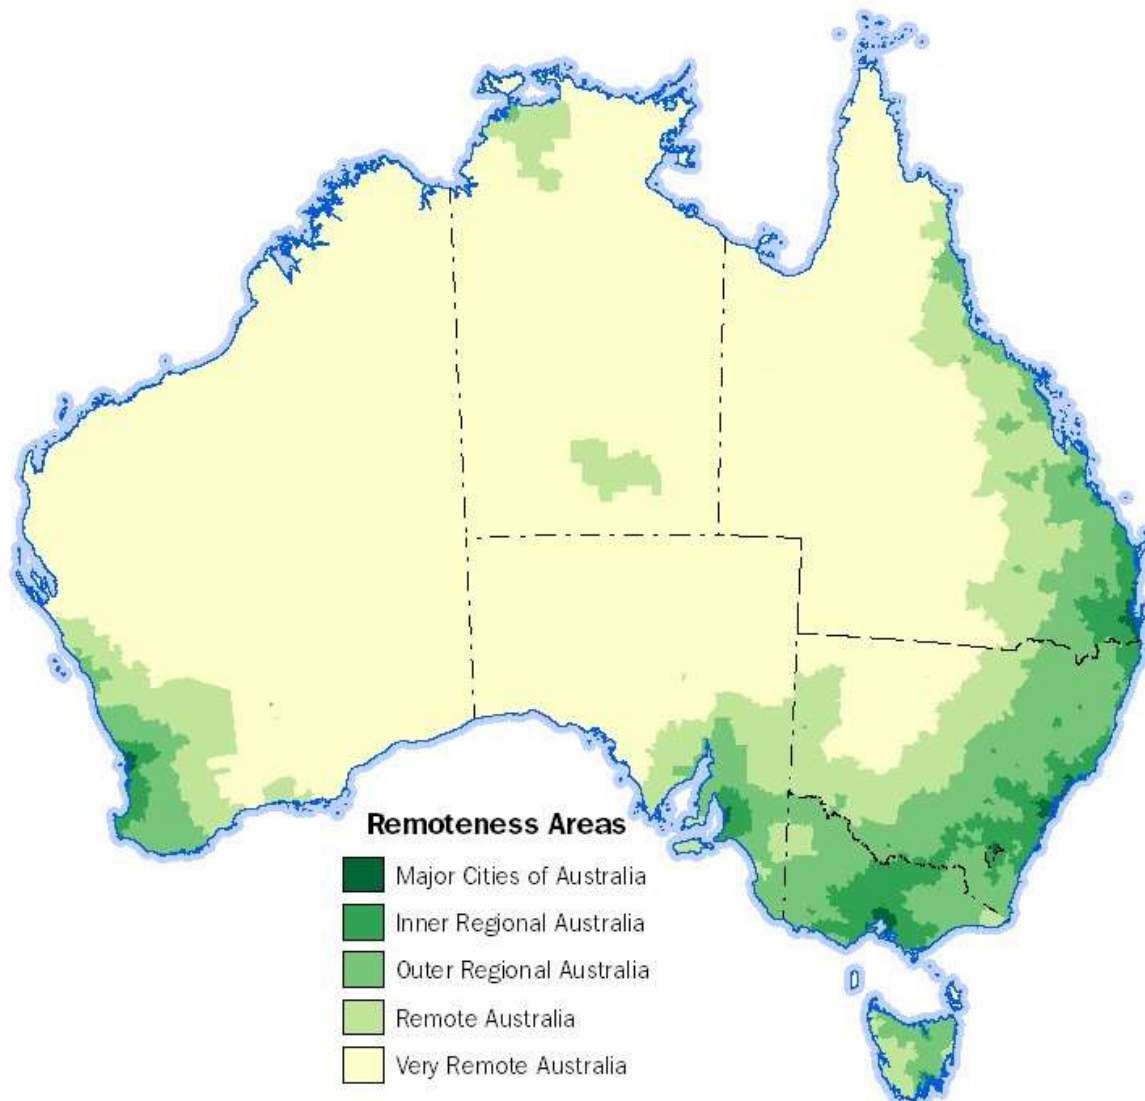 Remoteness Areas
Major Cities of Australia
Inner Regional Australia
Outer Regional Australia
Remote Australia
Very Remote Australia